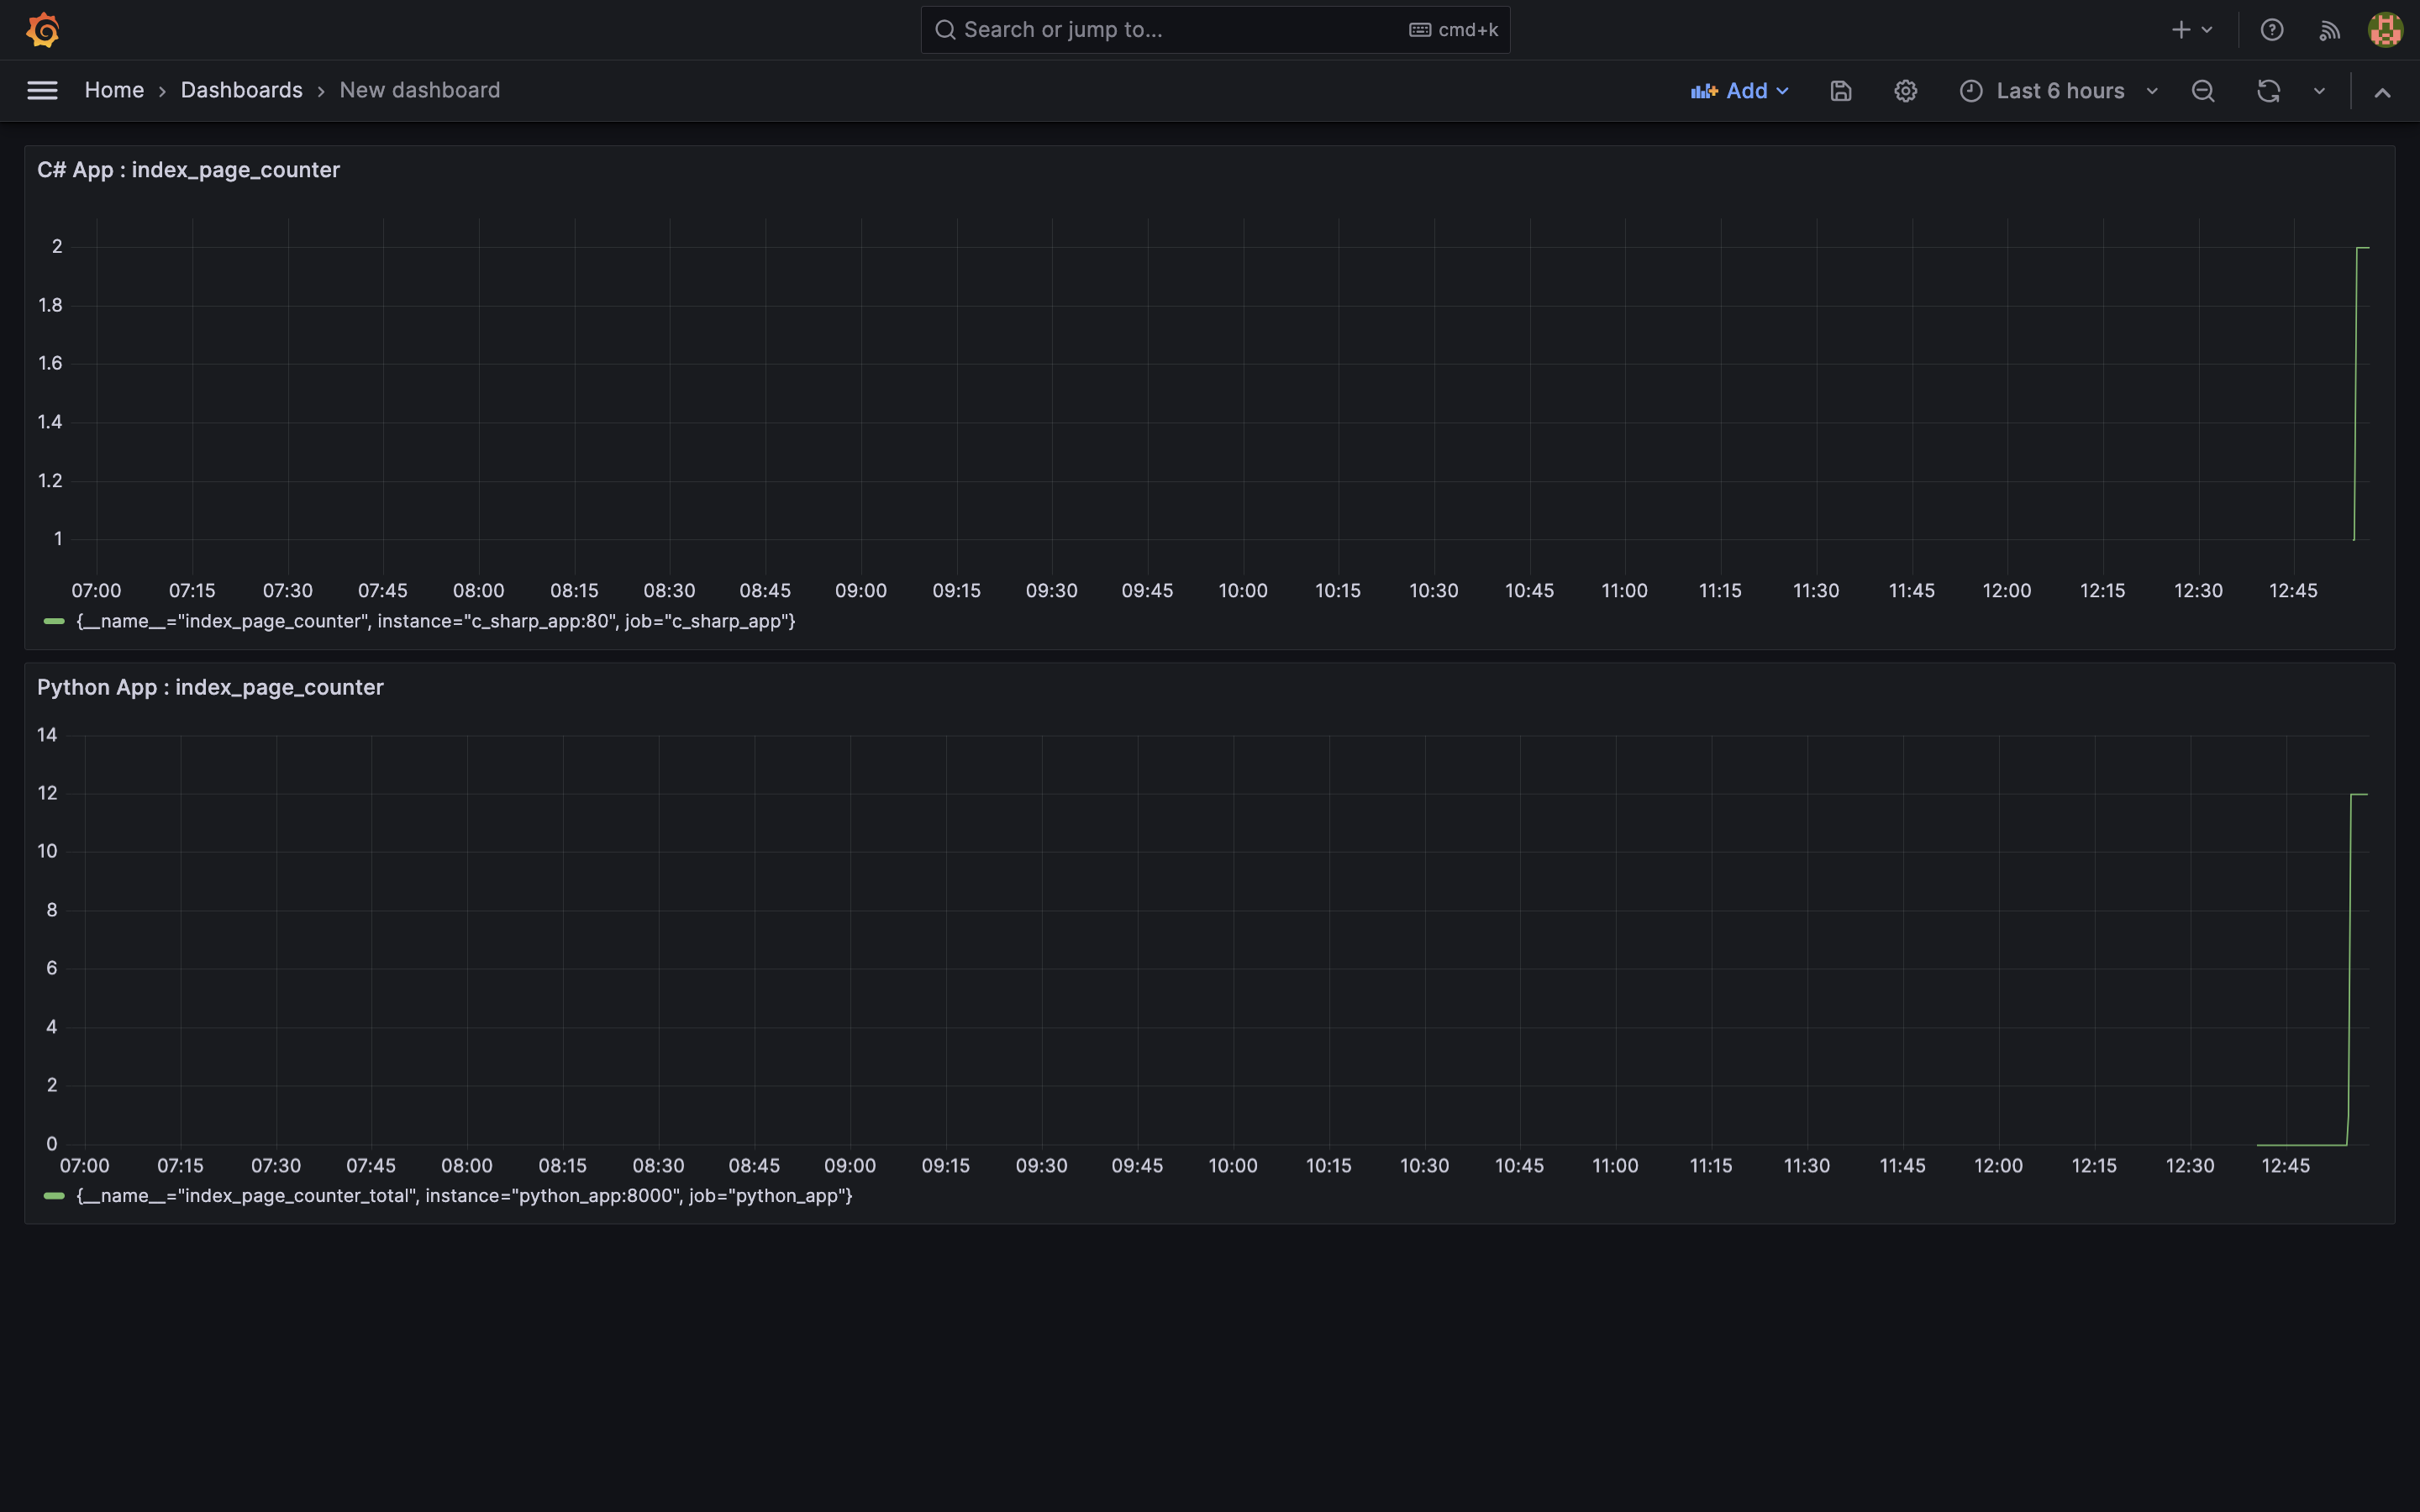 Search or jump to... cmd+k
Home › Dashboards › New dashboard Add Last 6 hours
C# App : index_page_counter
2
1.8
1.6
1.4
1.2
1
07:00 07:15 07:30 07:45 08:00 08:15 08:30 08:45 09:00 09:15 09:30 09:45 10:00 10:15 10:30 10:45 11:00 11:15 11:30 11:45 12:00 12:15 12:30 12:45
{__name__="index_page_counter", instance="c_sharp_app:80", job="c_sharp_app"}
Python App : index_page_counter
14
12
10
8
6
4
2
0
07:00 07:15 07:30 07:45 08:00 08:15 08:30 08:45 09:00 09:15 09:30 09:45 10:00 10:15 10:30 10:45 11:00 11:15 11:30 11:45 12:00 12:15 12:30 12:45
{__name__="index_page_counter_total", instance="python_app:8000", job="python_app"}